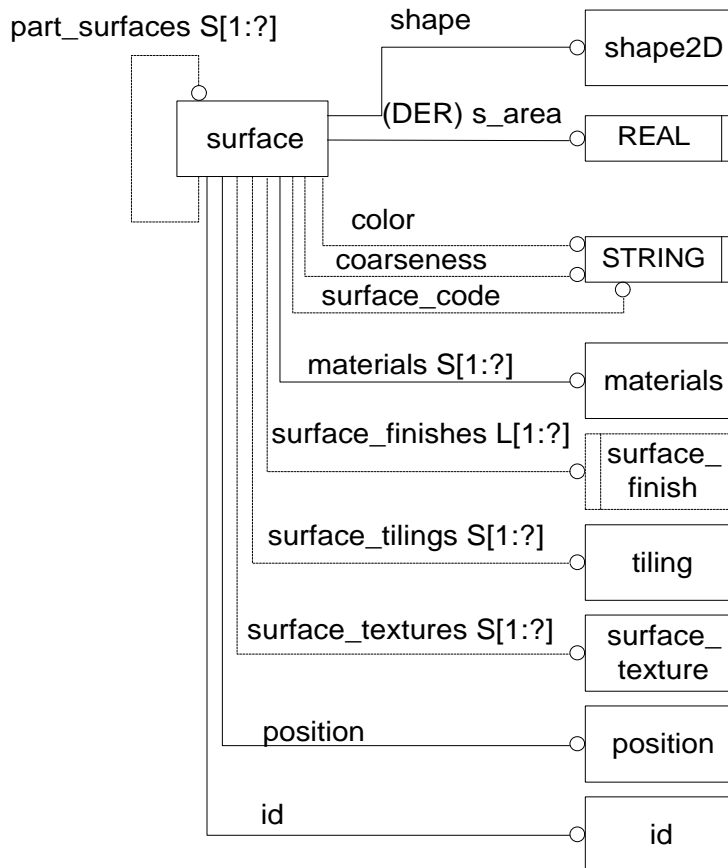 part_surfaces S[1:?]
shape
shape2D
surface
(DER) s_area
REAL
color
coarseness
STRING
surface_code
materials S[1:?]
materials
surface_finishes L[1:?]
surface_
finish
surface_tilings S[1:?]
tiling
surface_textures S[1:?]
surface_
texture
position
position
id
id